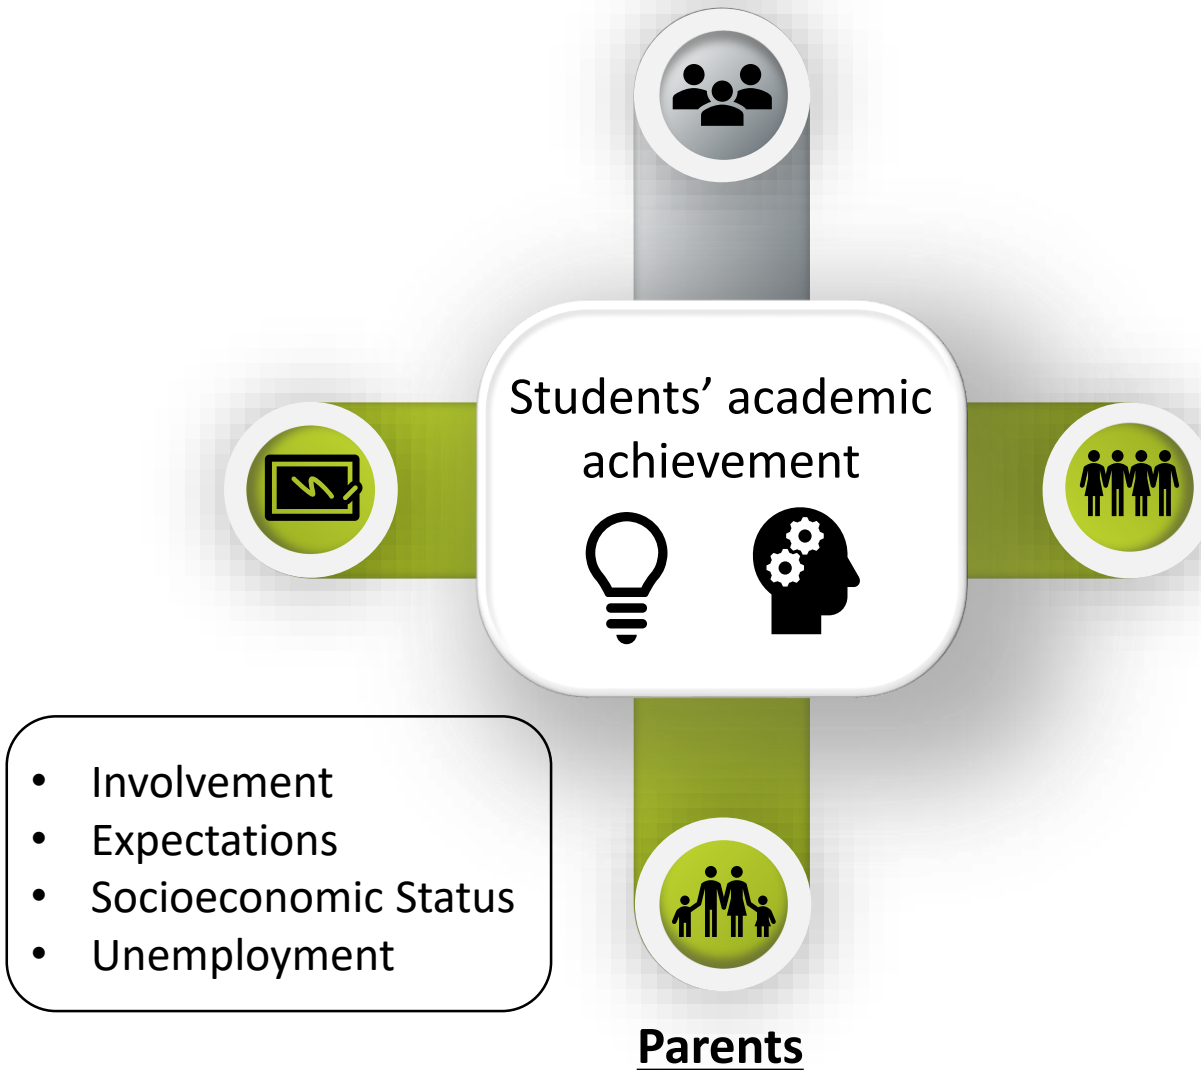 Students’ academic
achievement
• Involvement
• Expectations
• Socioeconomic Status
• Unemployment
Parents